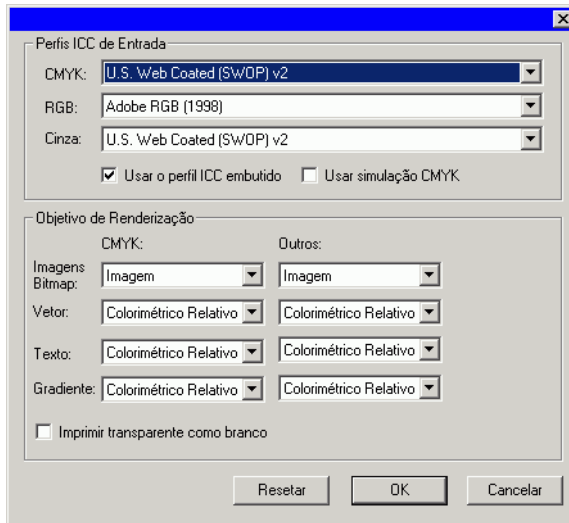 Perfis ICC de Entrada
CMYK: U.S. Web Coated (SWOP) v2
RGB: Adobe RGB (1998)
Cinza: U.S. Web Coated (SWOP) v2
Usar o perfil ICC embutido Usar simulação CMYK
Objetivo de Renderização
CMYK: Outros:
Imagens Bitmap: Imagem Imagem
Vetor: Colorimétrico Relativo Colorimétrico Relativo
Texto: Colorimétrico Relativo Colorimétrico Relativo
Gradiente: Colorimétrico Relativo Colorimétrico Relativo
Imprimir transparente como branco
Resetar OK Cancelar